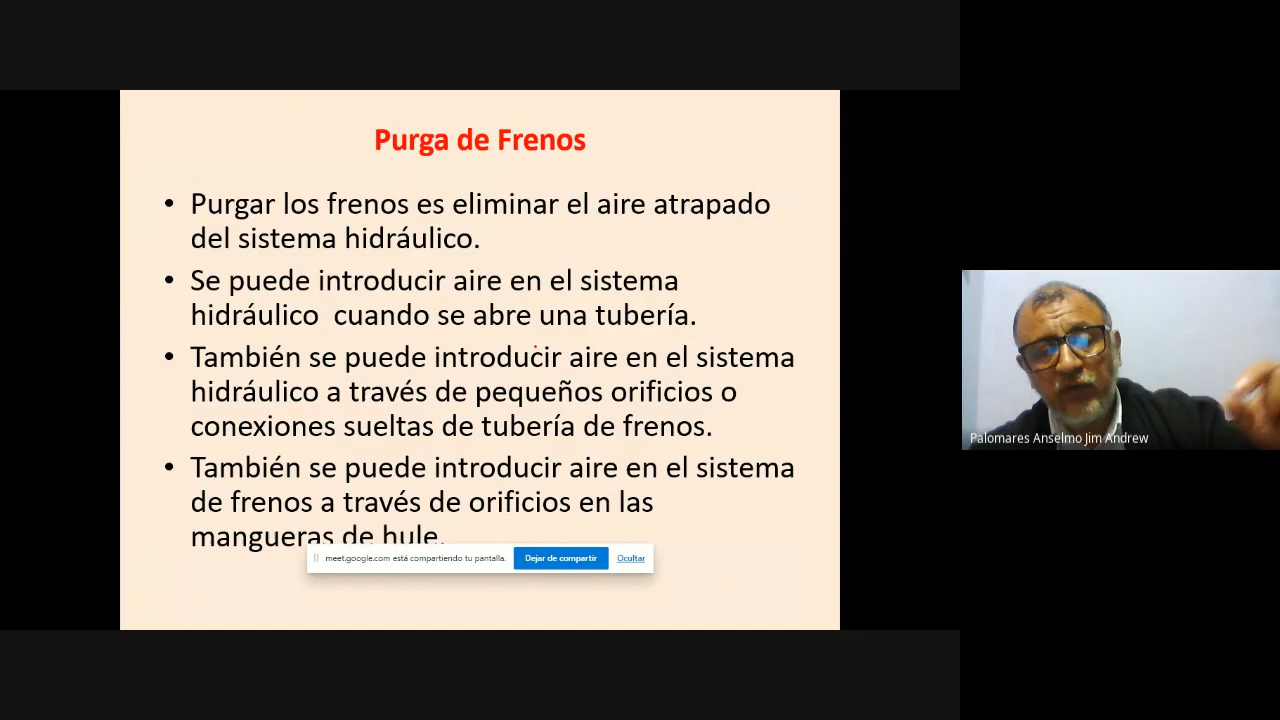 Purga de Frenos
• Purgar los frenos es eliminar el aire atrapado
del sistema hidráulico.
• Se puede introducir aire en el sistema
hidráulico  cuando se abre una tubería.
• También se puede introducir aire en el sistema
hidráulico a través de pequeños orificios o
conexiones sueltas de tubería de frenos.
• También se puede introducir aire en el sistema
de frenos a través de orificios en las
mangueras de hule.
meet.google.com está compartiendo tu pantalla. Dejar de compartir Ocultar
Palomares Anselmo Jim Andrew